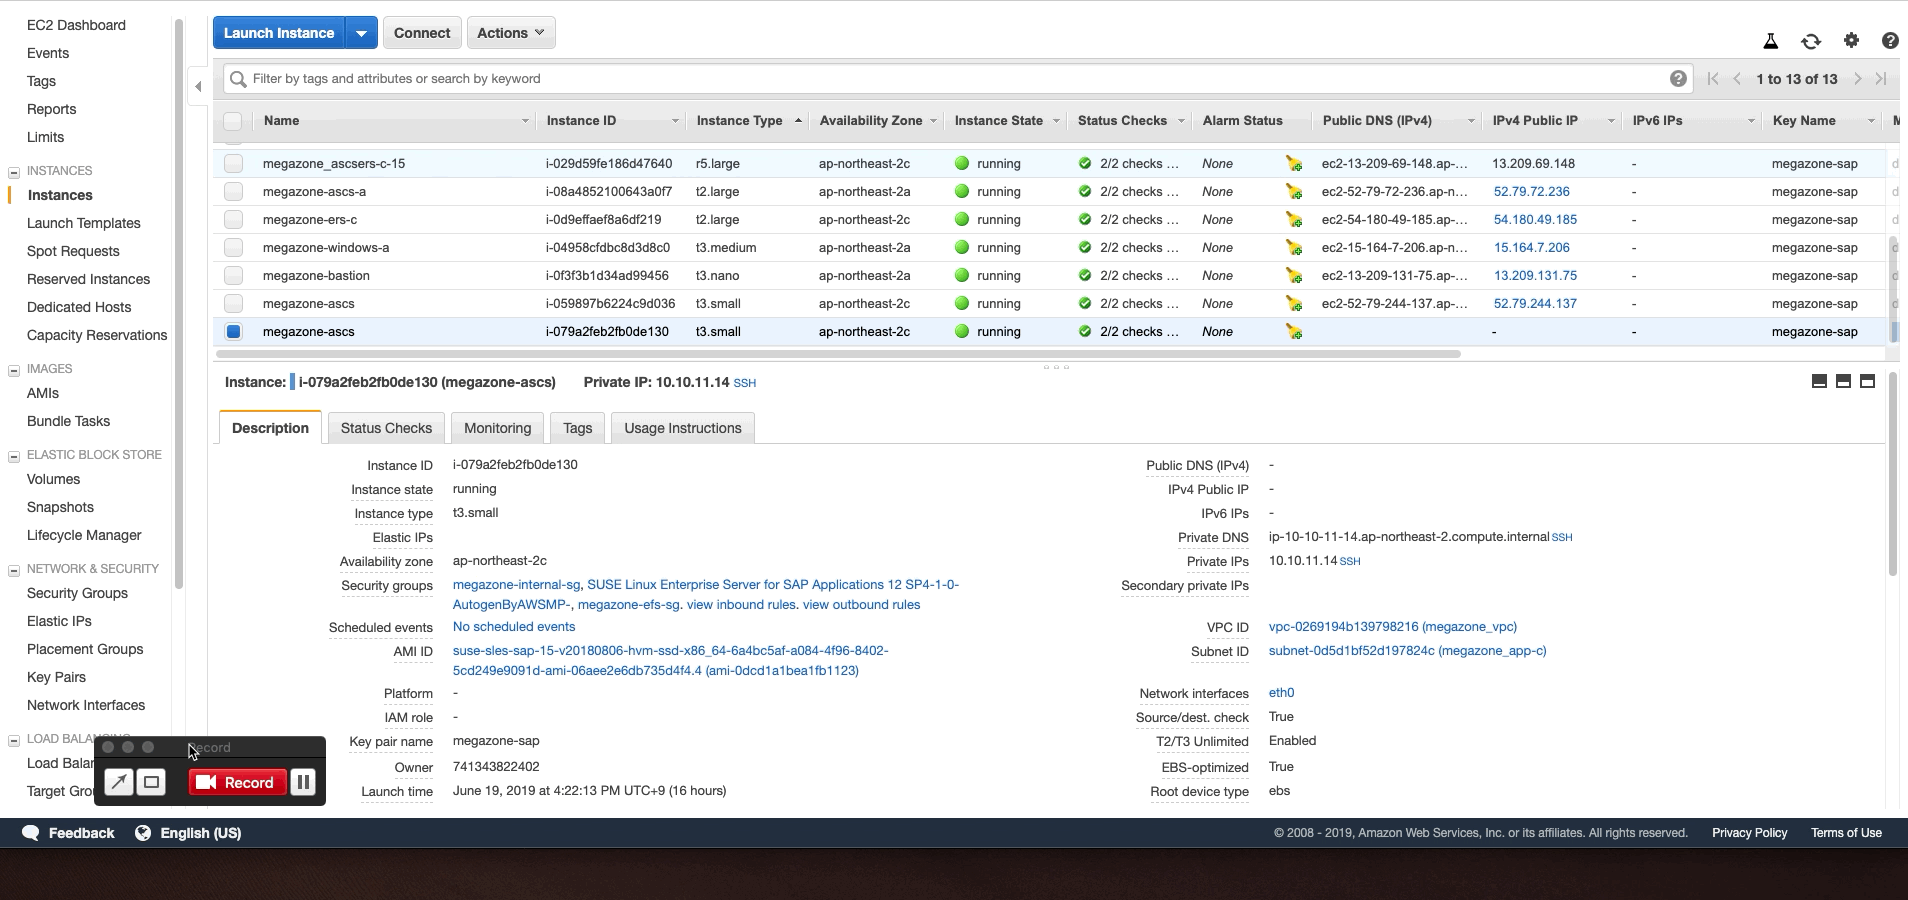 EC2 Dashboard
Events
Tags
Reports
Limits
INSTANCES
Instances
Launch Templates
Spot Requests
Reserved Instances
Dedicated Hosts
Capacity Reservations
IMAGES
AMIs
Bundle Tasks
ELASTIC BLOCK STORE
Volumes
Snapshots
Lifecycle Manager
NETWORK & SECURITY
Security Groups
Elastic IPs
Placement Groups
Key Pairs
Network Interfaces
LOAD BALANCING
Load Balan
Target Gro
Launch Instance Connect Actions
Filter by tags and attributes or search by keyword 1 to 13 of 13
Name Instance ID Instance Type Availability Zone Instance State Status Checks Alarm Status Public DNS (IPv4) IPv4 Public IP IPv6 IPs Key Name
megazone_ascsers-c-15 i-029d59fe186d47640 r5.large ap-northeast-2c running 2/2 checks ... None ec2-13-209-69-148.ap-... 13.209.69.148 - megazone-sap
megazone-ascs-a i-08a4852100643a0f7 t2.large ap-northeast-2a running 2/2 checks ... None ec2-52-79-72-236.ap-n... 52.79.72.236 - megazone-sap
megazone-ers-c i-0d9effaef8a6df219 t2.large ap-northeast-2c running 2/2 checks ... None ec2-54-180-49-185.ap-... 54.180.49.185 - megazone-sap
megazone-windows-a i-04958cfdbc8d3d8c0 t3.medium ap-northeast-2a running 2/2 checks ... None ec2-15-164-7-206.ap-n... 15.164.7.206 - megazone-sap
megazone-bastion i-0f3f3b1d34ad99456 t3.nano ap-northeast-2a running 2/2 checks ... None ec2-13-209-131-75.ap-... 13.209.131.75 - megazone-sap
megazone-ascs i-059897b6224c9d036 t3.small ap-northeast-2c running 2/2 checks ... None ec2-52-79-244-137.ap-... 52.79.244.137 - megazone-sap
megazone-ascs i-079a2feb2fb0de130 t3.small ap-northeast-2c running 2/2 checks ... None - - megazone-sap
Instance: i-079a2feb2fb0de130 (megazone-ascs) Private IP: 10.10.11.14 SSH
Description Status Checks Monitoring Tags Usage Instructions
Instance ID i-079a2feb2fb0de130 Public DNS (IPv4) -
Instance state running IPv4 Public IP -
Instance type t3.small IPv6 IPs -
Elastic IPs Private DNS ip-10-10-11-14.ap-northeast-2.compute.internal SSH
Availability zone ap-northeast-2c Private IPs 10.10.11.14 SSH
Security groups megazone-internal-sg, SUSE Linux Enterprise Server for SAP Applications 12 SP4-1-0- Secondary private IPs
AutogenByAWSMP-, megazone-efs-sg. view inbound rules. view outbound rules
Scheduled events No scheduled events VPC ID vpc-0269194b139798216 (megazone_vpc)
AMI ID suse-sles-sap-15-v20180806-hvm-ssd-x86_64-6a4bc5af-a084-4f96-8402- Subnet ID subnet-0d5d1bf52d197824c (megazone_app-c)
5cd249e9091d-ami-06aee2e6db735d4f4.4 (ami-0dcd1a1bea1fb1123)
Platform - Network interfaces eth0
IAM role - Source/dest. check True
Key pair name megazone-sap T2/T3 Unlimited Enabled
Owner 741343822402 EBS-optimized True
Launch time June 19, 2019 at 4:22:13 PM UTC+9 (16 hours) Root device type ebs
Record
Record
Feedback English (US) © 2008 - 2019, Amazon Web Services, Inc. or its affiliates. All rights reserved. Privacy Policy Terms of Use